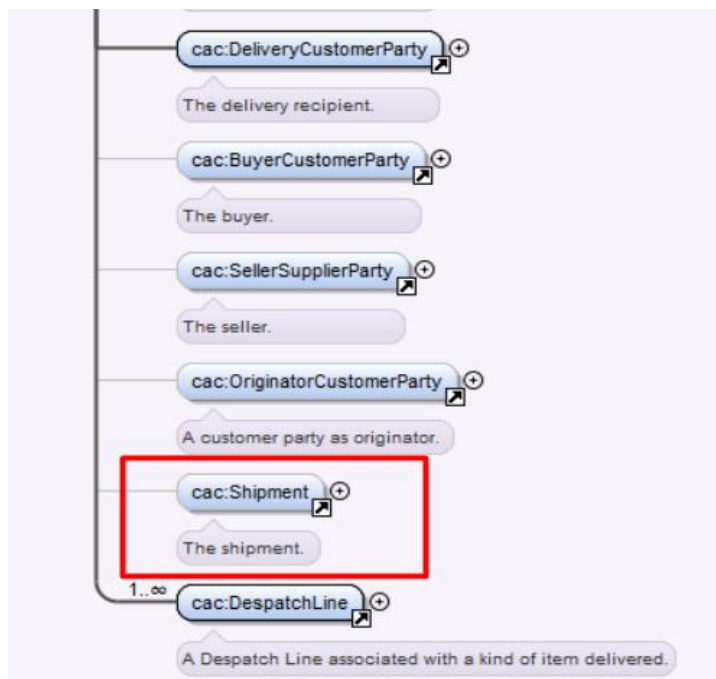 cac:DeliveryCustomerParty
The delivery recipient.
cac:BuyerCustomerParty
The buyer.
cac:SellerSupplierParty
The seller.
cac:OriginatorCustomerParty
A customer party as originator.
cac:Shipment
The shipment.
1..∞
cac:DespatchLine
A Despatch Line associated with a kind of item delivered.